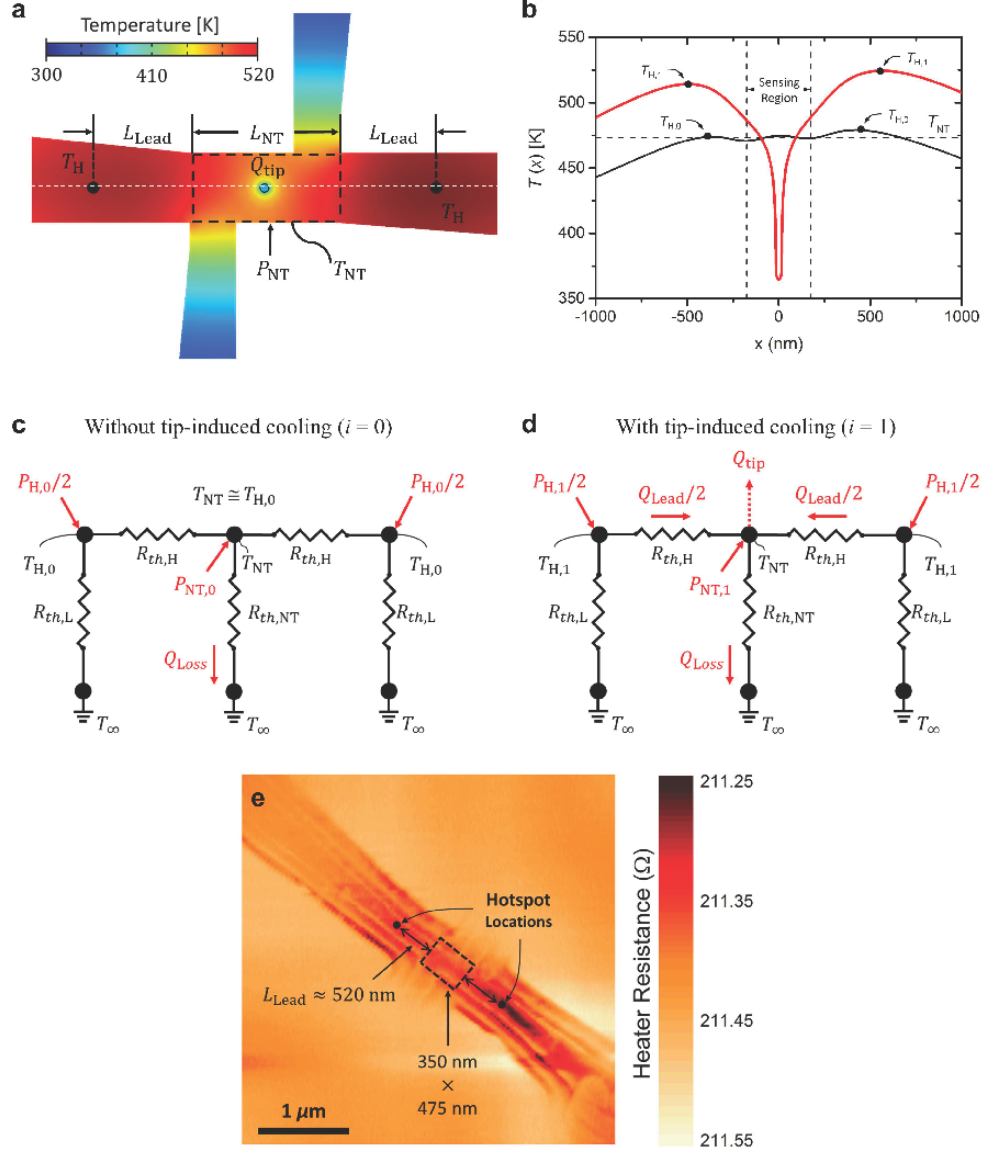 a
Temperature [K]
300 410 520
L_Lead L_NT L_Lead
T_H Q_tip T_H
P_NT T_NT
b
550
500
450
400
350
T (x) [K]
-1000 -500 0 500 1000
x (nm)
T_H,1 Sensing Region T_H,1
T_H,0 T_H,0 T_NT
c Without tip-induced cooling (i = 0)
P_H,0/2 T_NT ≅ T_H,0 P_H,0/2
R_th,H R_th,H
T_H,0 P_NT,0 T_NT T_H,0
R_th,L R_th,NT R_th,L
Q_Loss
T_∞ T_∞ T_∞
d With tip-induced cooling (i = 1)
Q_tip
P_H,1/2 Q_Lead/2 Q_Lead/2 P_H,1/2
R_th,H R_th,H
T_H,1 P_NT,1 T_NT T_H,1
R_th,L R_th,NT R_th,L
Q_Loss
T_∞ T_∞ T_∞
e
Hotspot
Locations
L_Lead ≈ 520 nm
350 nm
×
475 nm
1 µm
Heater Resistance (Ω)
211.25
211.35
211.45
211.55